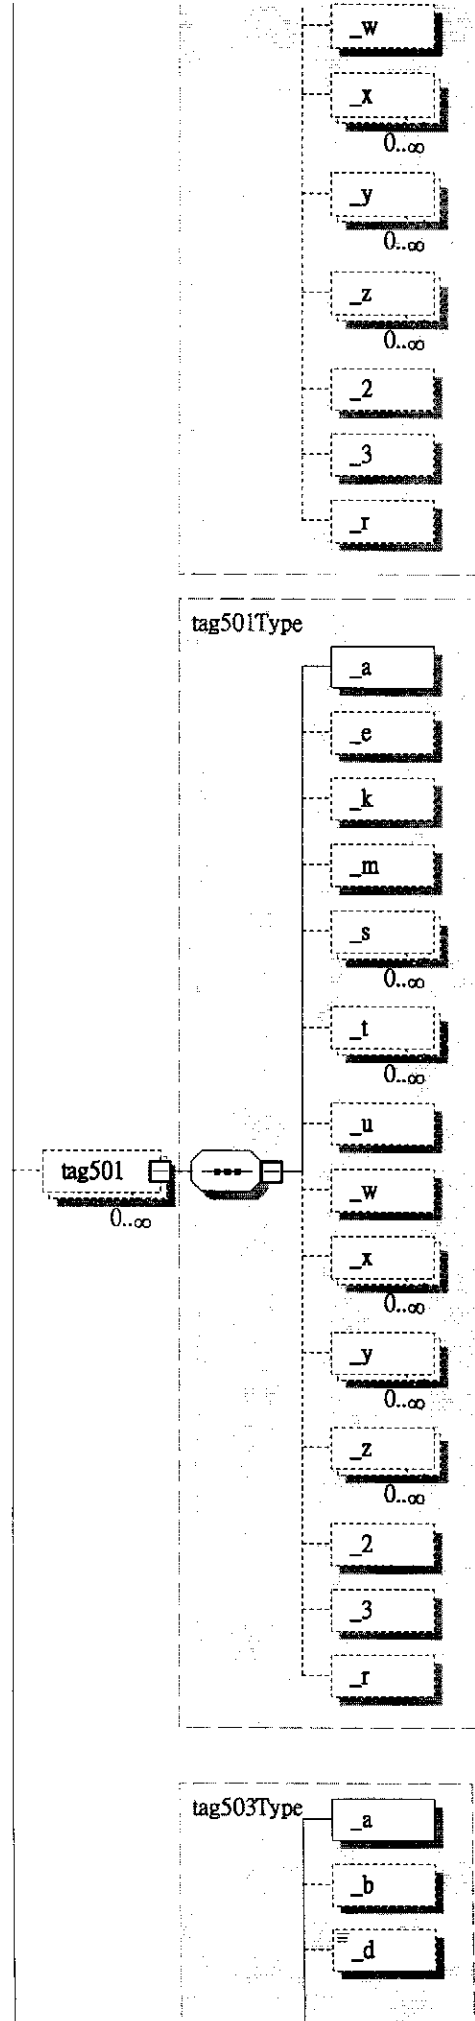 _w
_x
0..∞
_y
0..∞
_z
0..∞
_2
_3
_r
tag501Type
_a
_e
_k
_m
_s
0..∞
_t
0..∞
_u
tag501
_w
0..∞
_x
0..∞
_y
0..∞
_z
0..∞
_2
_3
_r
tag503Type
_a
_b
_d